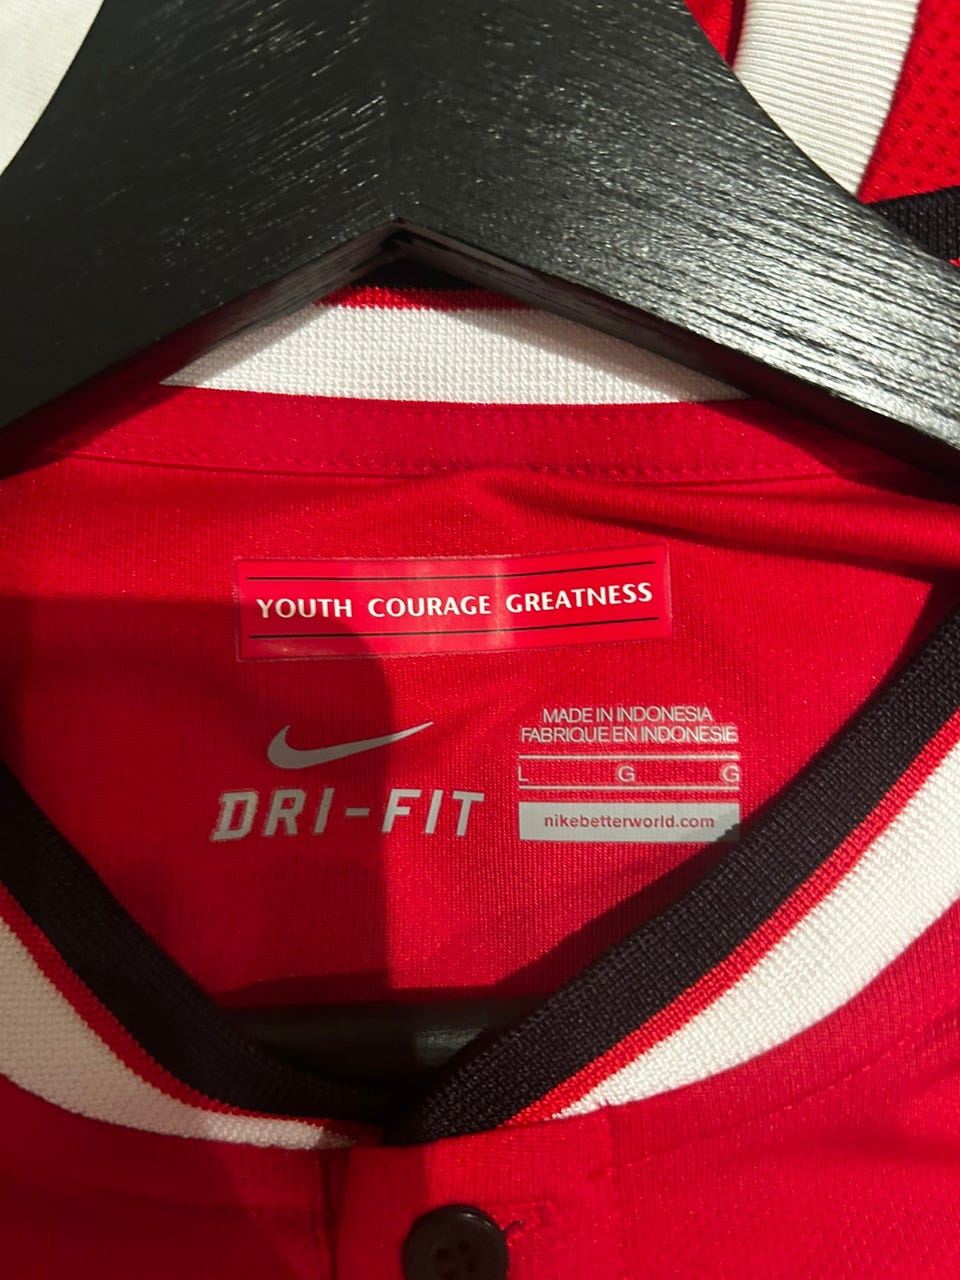 YOUTH COURAGE GREATNESS
MADE IN INDONESIA
FABRIQUE EN INDONESIE
L G G
DRI-FIT
nikebetterworld.com